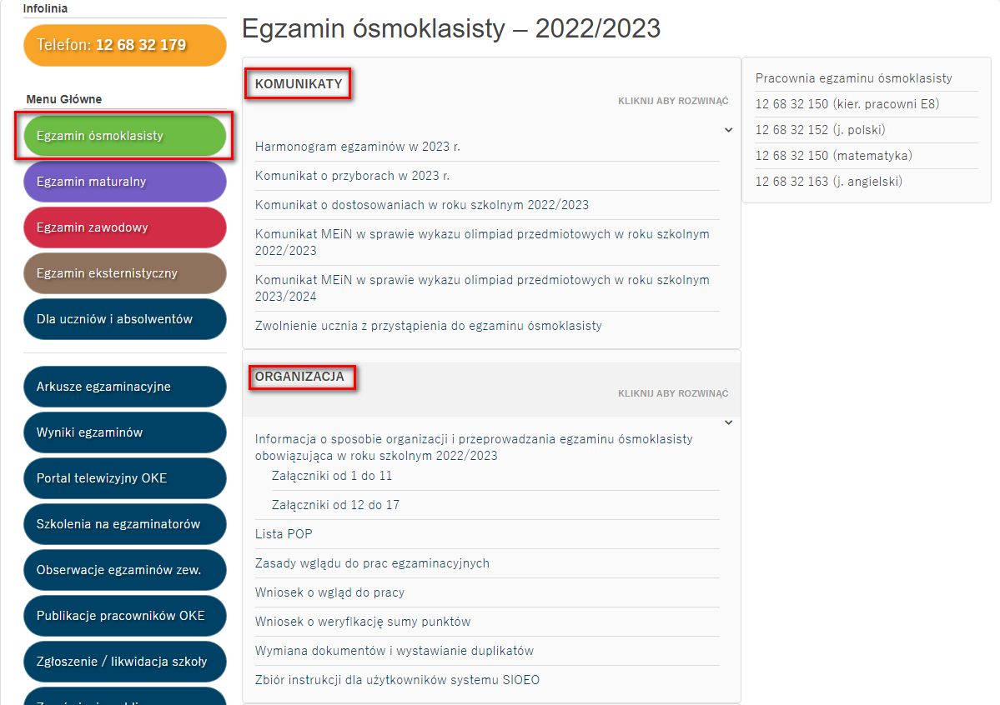 Infolinia
Telefon: 12 68 32 179
Menu Główne
Egzamin ósmoklasisty
Egzamin maturalny
Egzamin zawodowy
Egzamin eksternistyczny
Dla uczniów i absolwentów
Arkusze egzaminacyjne
Wyniki egzaminów
Portal telewizyjny OKE
Szkolenia na egzaminatorów
Obserwacje egzaminów zew.
Publikacje pracowników OKE
Zgłoszenie / likwidacja szkoły
Egzamin ósmoklasisty – 2022/2023
KOMUNIKATY
KLIKNIJ ABY ROZWINĄĆ
Harmonogram egzaminów w 2023 r.
Komunikat o przyborach w 2023 r.
Komunikat o dostosowaniach w roku szkolnym 2022/2023
Komunikat MEiN w sprawie wykazu olimpiad przedmiotowych w roku szkolnym
2022/2023
Komunikat MEiN w sprawie wykazu olimpiad przedmiotowych w roku szkolnym
2023/2024
Zwolnienie ucznia z przystąpienia do egzaminu ósmoklasisty
ORGANIZACJA
KLIKNIJ ABY ROZWINĄĆ
Informacja o sposobie organizacji i przeprowadzania egzaminu ósmoklasisty
obowiązująca w roku szkolnym 2022/2023
Załączniki od 1 do 11
Załączniki od 12 do 17
Lista POP
Zasady wglądu do prac egzaminacyjnych
Wniosek o wgląd do pracy
Wniosek o weryfikację sumy punktów
Wymiana dokumentów i wystawianie duplikatów
Zbiór instrukcji dla użytkowników systemu SIOEO
Pracownia egzaminu ósmoklasisty
12 68 32 150 (kier. pracowni E8)
12 68 32 152 (j. polski)
12 68 32 150 (matematyka)
12 68 32 163 (j. angielski)